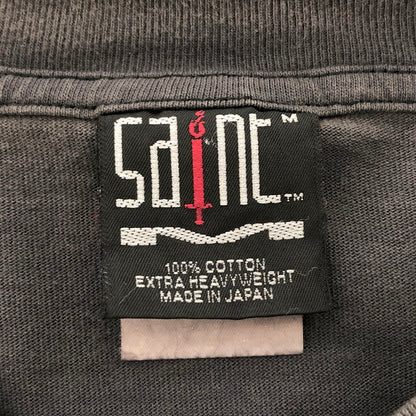 saint M
™
100% COTTON
EXTRA HEAVYWEIGHT
MADE IN JAPAN